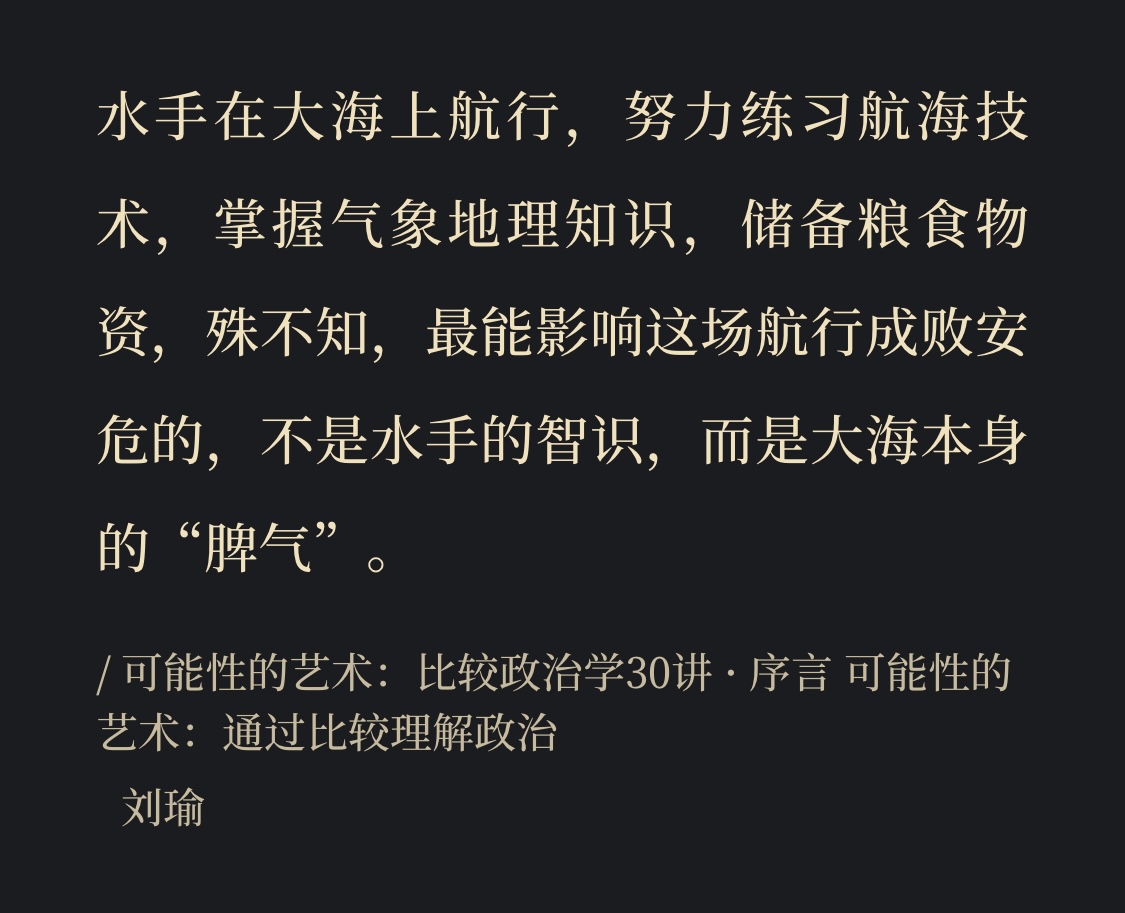 水手在大海上航行，努力练习航海技
术，掌握气象地理知识，储备粮食物
资，殊不知，最能影响这场航行成败安
危的，不是水手的智识，而是大海本身
的“脾气”。
/ 可能性的艺术：比较政治学30讲 · 序言 可能性的
艺术：通过比较理解政治
刘瑜